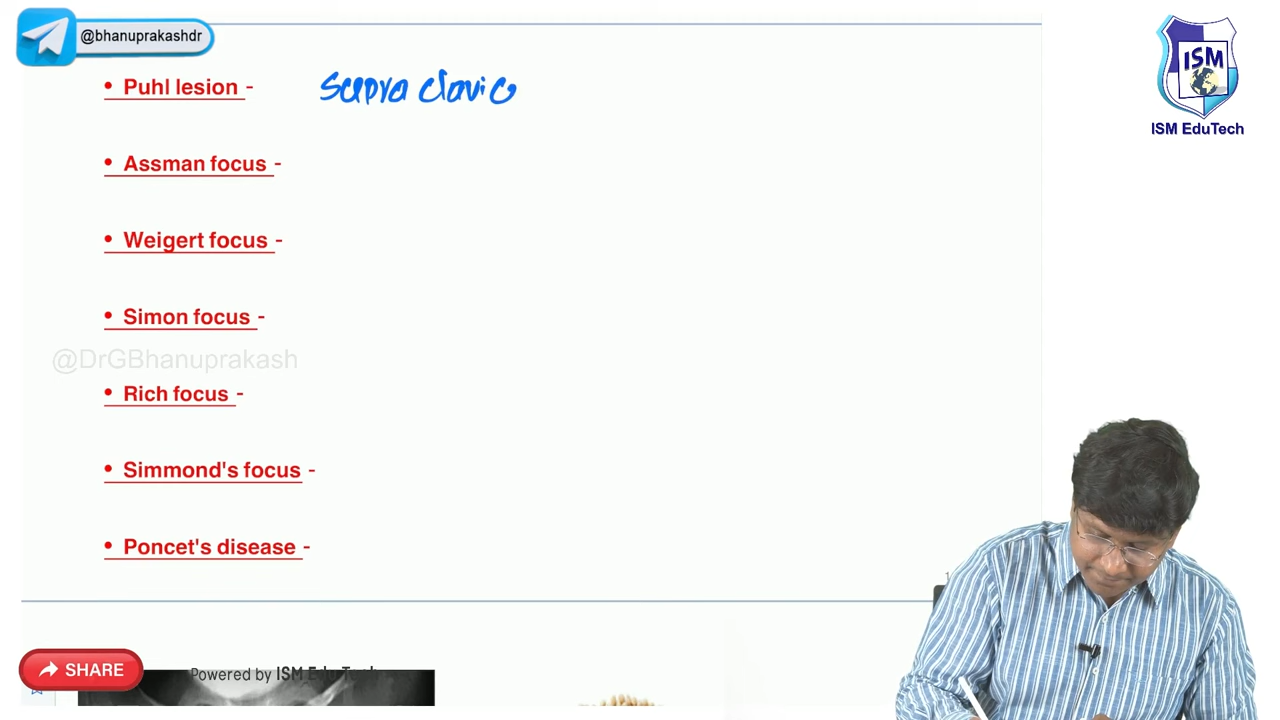 @bhanuprakashdr
ISM
ISM EduTech
• Puhl lesion - Supra clavic
• Assman focus -
• Weigert focus -
• Simon focus -
@DrGBhanuprakash
• Rich focus -
• Simmond's focus -
• Poncet's disease -
SHARE
Powered by ISM EduTech